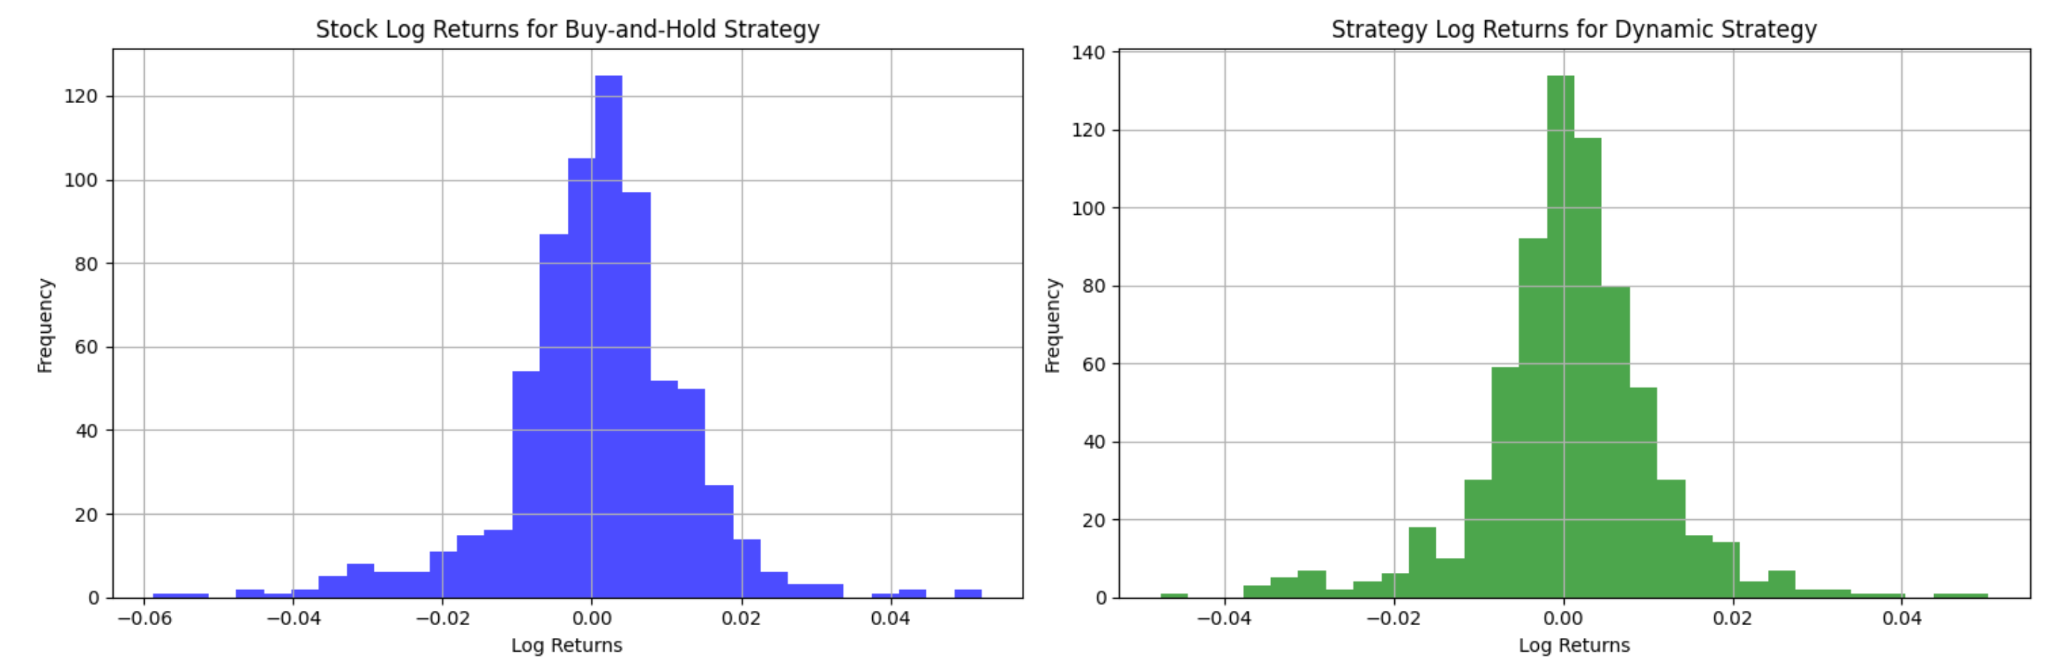 Stock Log Returns for Buy-and-Hold Strategy
120
100
80
60
40
20
0
Frequency
−0.06 −0.04 −0.02 0.00 0.02 0.04
Log Returns
Strategy Log Returns for Dynamic Strategy
140
120
100
80
60
40
20
0
Frequency
−0.04 −0.02 0.00 0.02 0.04
Log Returns